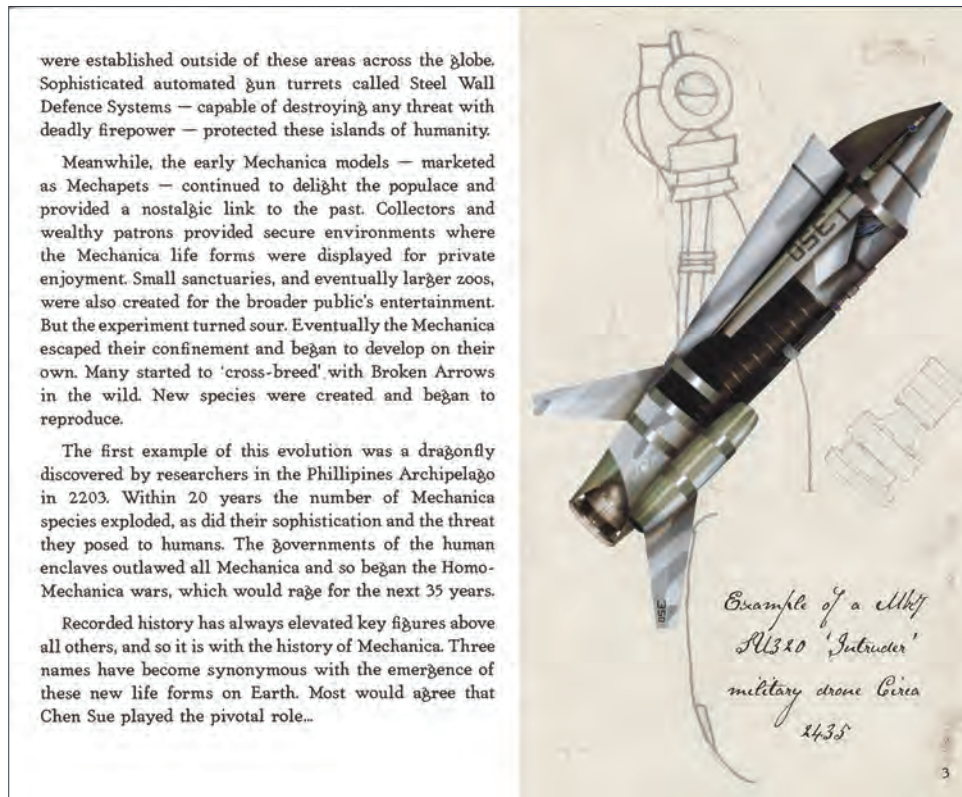 were established outside of these areas across the globe.
Sophisticated automated gun turrets called Steel Wall
Defence Systems — capable of destroying any threat with
deadly firepower — protected these islands of humanity.
Meanwhile, the early Mechanica models — marketed
as Mechapets — continued to delight the populace and
provided a nostalgic link to the past. Collectors and
wealthy patrons provided secure environments where
the Mechanica life forms were displayed for private
enjoyment. Small sanctuaries, and eventually larger zoos,
were also created for the broader public's entertainment.
But the experiment turned sour. Eventually the Mechanica
escaped their confinement and began to develop on their
own. Many started to 'cross-breed' with Broken Arrows
in the wild. New species were created and began to
reproduce.
The first example of this evolution was a dragonfly
discovered by researchers in the Phillipines Archipelago
in 2203. Within 20 years the number of Mechanica
species exploded, as did their sophistication and the threat
they posed to humans. The governments of the human
enclaves outlawed all Mechanica and so began the Homo-
Mechanica wars, which would rage for the next 35 years.
Recorded history has always elevated key figures above
all others, and so it is with the history of Mechanica. Three
names have become synonymous with the emergence of
these new life forms on Earth. Most would agree that
Chen Sue played the pivotal role...
Example of a
SU320 'Intruder'
military drone Circa
2435
3